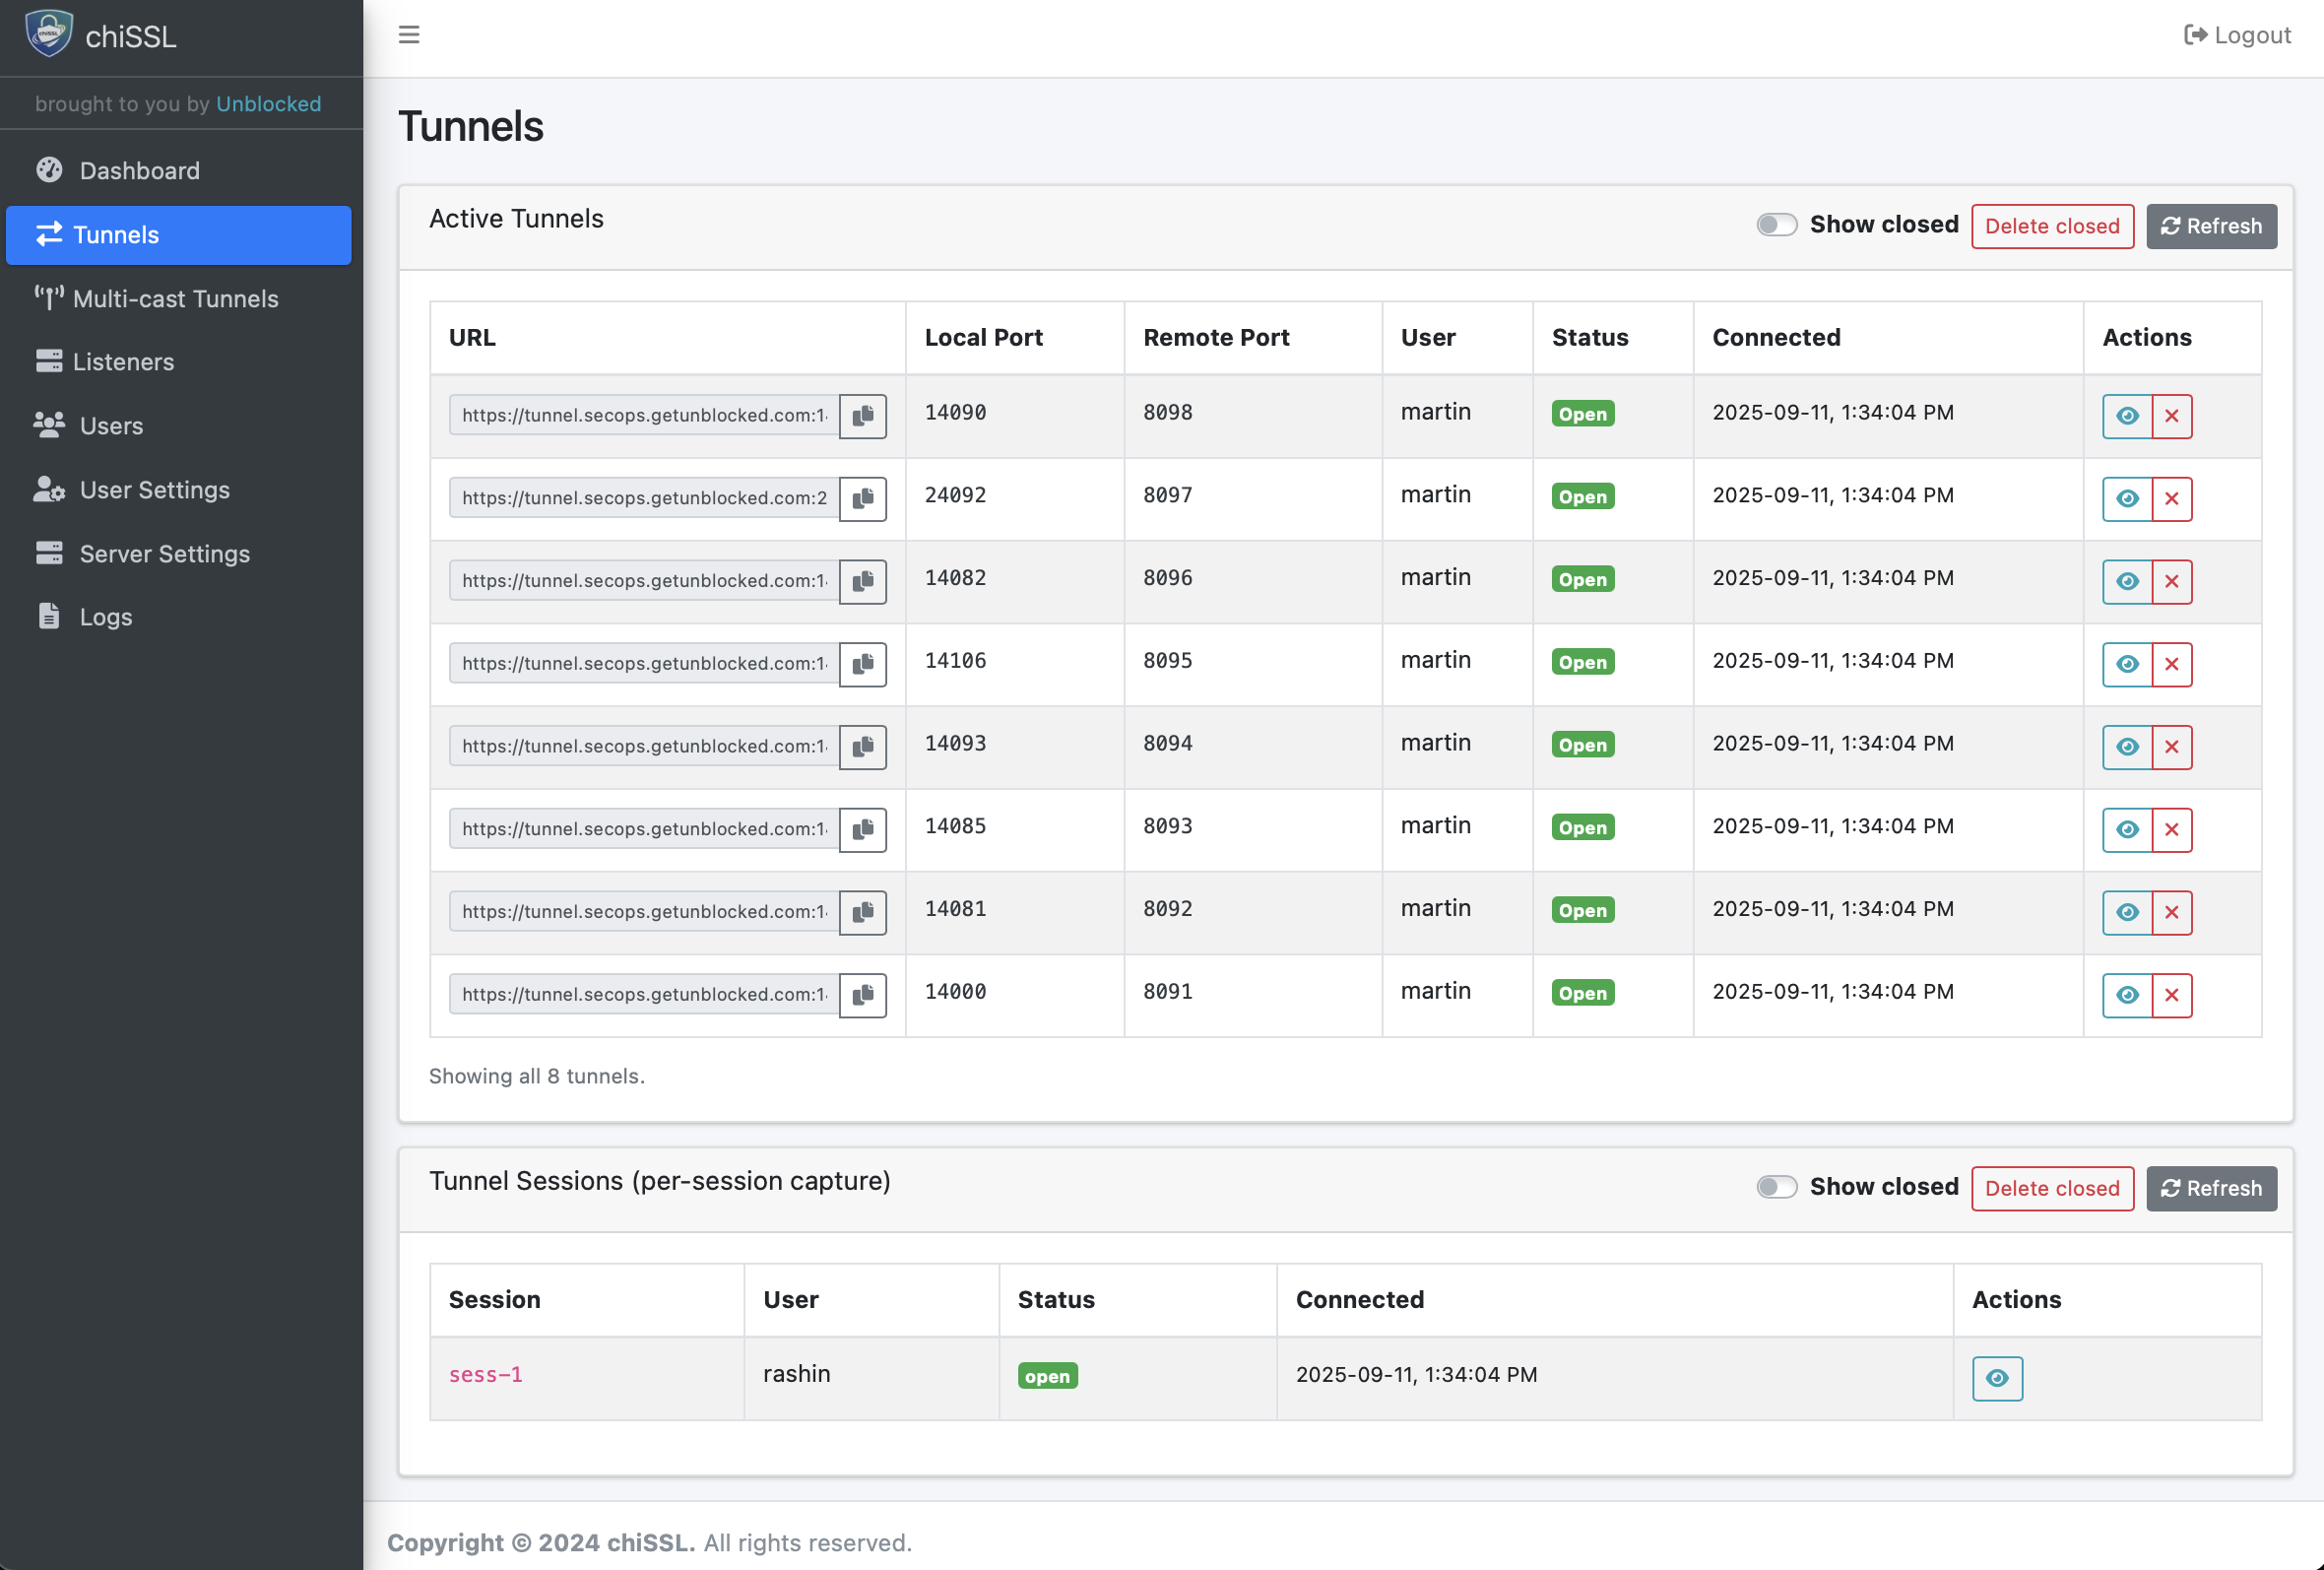 chiSSL
Logout
brought to you by Unblocked
Dashboard
Tunnels
Multi-cast Tunnels
Listeners
Users
User Settings
Server Settings
Logs
Tunnels
Active Tunnels
Show closed
Delete closed
Refresh
URL Local Port Remote Port User Status Connected Actions
https://tunnel.secops.getunblocked.com:1 14090 8098 martin Open 2025-09-11, 1:34:04 PM
https://tunnel.secops.getunblocked.com:2 24092 8097 martin Open 2025-09-11, 1:34:04 PM
https://tunnel.secops.getunblocked.com:1 14082 8096 martin Open 2025-09-11, 1:34:04 PM
https://tunnel.secops.getunblocked.com:1 14106 8095 martin Open 2025-09-11, 1:34:04 PM
https://tunnel.secops.getunblocked.com:1 14093 8094 martin Open 2025-09-11, 1:34:04 PM
https://tunnel.secops.getunblocked.com:1 14085 8093 martin Open 2025-09-11, 1:34:04 PM
https://tunnel.secops.getunblocked.com:1 14081 8092 martin Open 2025-09-11, 1:34:04 PM
https://tunnel.secops.getunblocked.com:1 14000 8091 martin Open 2025-09-11, 1:34:04 PM
Showing all 8 tunnels.
Tunnel Sessions (per-session capture)
Show closed
Delete closed
Refresh
Session User Status Connected Actions
sess-1 rashin open 2025-09-11, 1:34:04 PM
Copyright © 2024 chiSSL. All rights reserved.